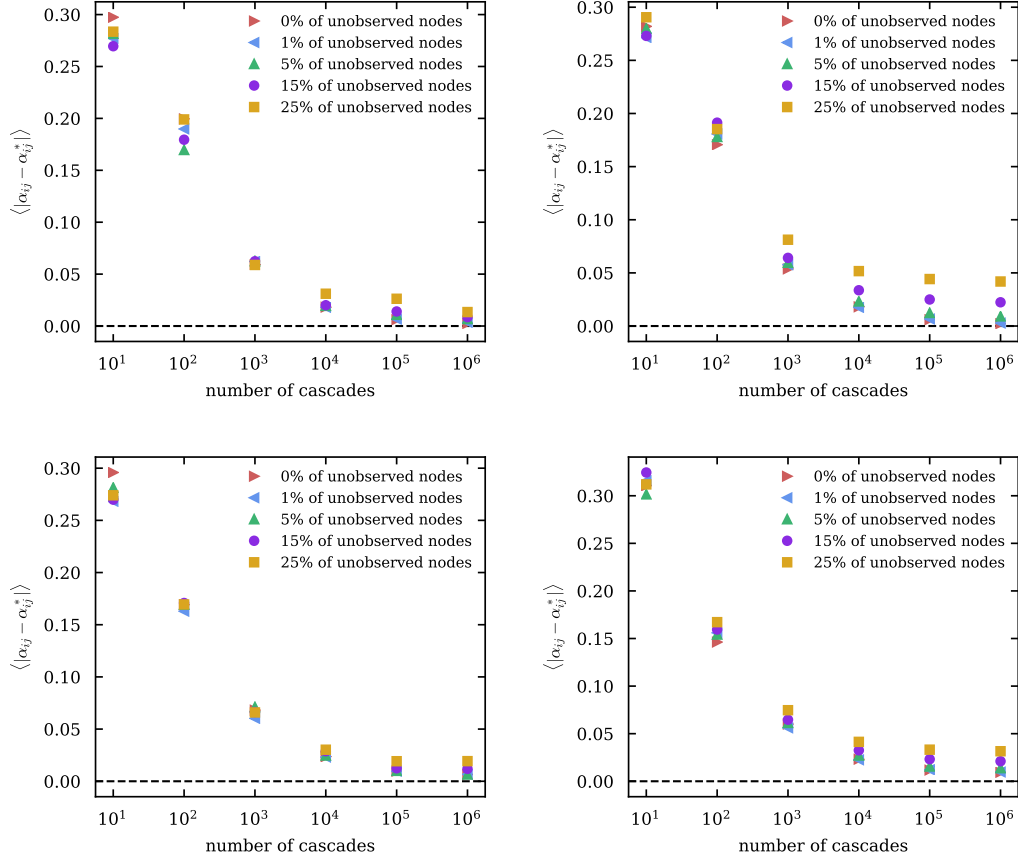 0.30
0.25
0.20
0.15
0.10
0.05
0.00
⟨|α_{ij} − α*_{ij}|⟩
0% of unobserved nodes
1% of unobserved nodes
5% of unobserved nodes
15% of unobserved nodes
25% of unobserved nodes
10¹ 10² 10³ 10⁴ 10⁵ 10⁶
number of cascades
0.30
0.25
0.20
0.15
0.10
0.05
0.00
⟨|α_{ij} − α*_{ij}|⟩
0% of unobserved nodes
1% of unobserved nodes
5% of unobserved nodes
15% of unobserved nodes
25% of unobserved nodes
10¹ 10² 10³ 10⁴ 10⁵ 10⁶
number of cascades
0.30
0.25
0.20
0.15
0.10
0.05
0.00
⟨|α_{ij} − α*_{ij}|⟩
0% of unobserved nodes
1% of unobserved nodes
5% of unobserved nodes
15% of unobserved nodes
25% of unobserved nodes
10¹ 10² 10³ 10⁴ 10⁵ 10⁶
number of cascades
0.30
0.25
0.20
0.15
0.10
0.05
0.00
⟨|α_{ij} − α*_{ij}|⟩
0% of unobserved nodes
1% of unobserved nodes
5% of unobserved nodes
15% of unobserved nodes
25% of unobserved nodes
10¹ 10² 10³ 10⁴ 10⁵ 10⁶
number of cascades